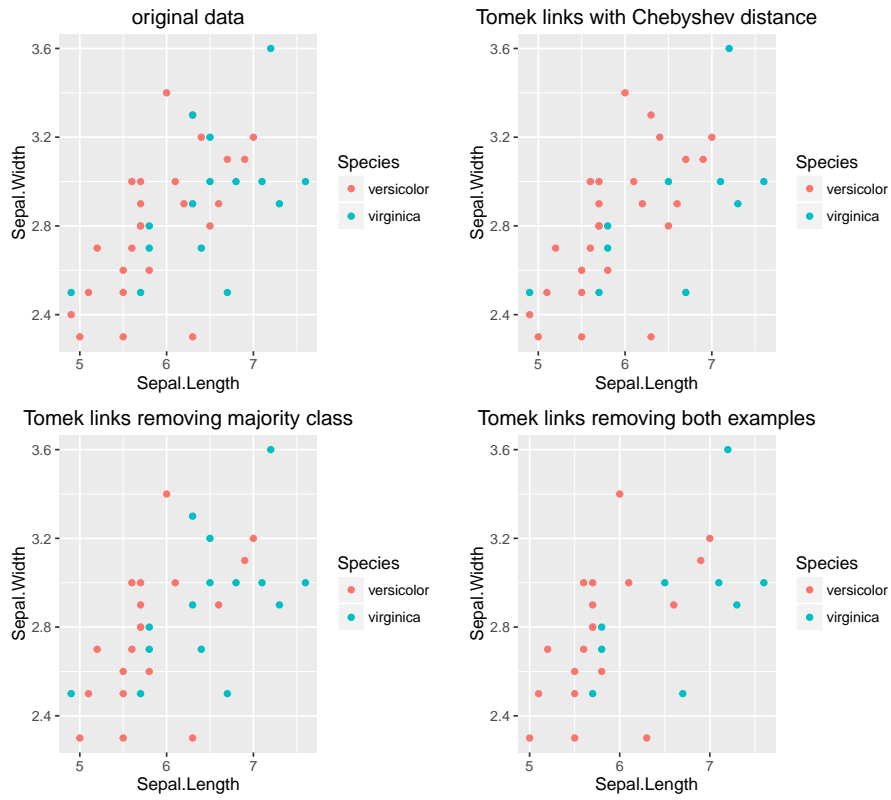 original data
3.6
3.2
2.8
2.4
Sepal.Width
5 6 7
Sepal.Length
Species
versicolor
virginica
Tomek links with Chebyshev distance
3.6
3.2
2.8
2.4
Sepal.Width
5 6 7
Sepal.Length
Species
versicolor
virginica
Tomek links removing majority class
3.6
3.2
2.8
2.4
Sepal.Width
5 6 7
Sepal.Length
Species
versicolor
virginica
Tomek links removing both examples
3.6
3.2
2.8
2.4
Sepal.Width
5 6 7
Sepal.Length
Species
versicolor
virginica